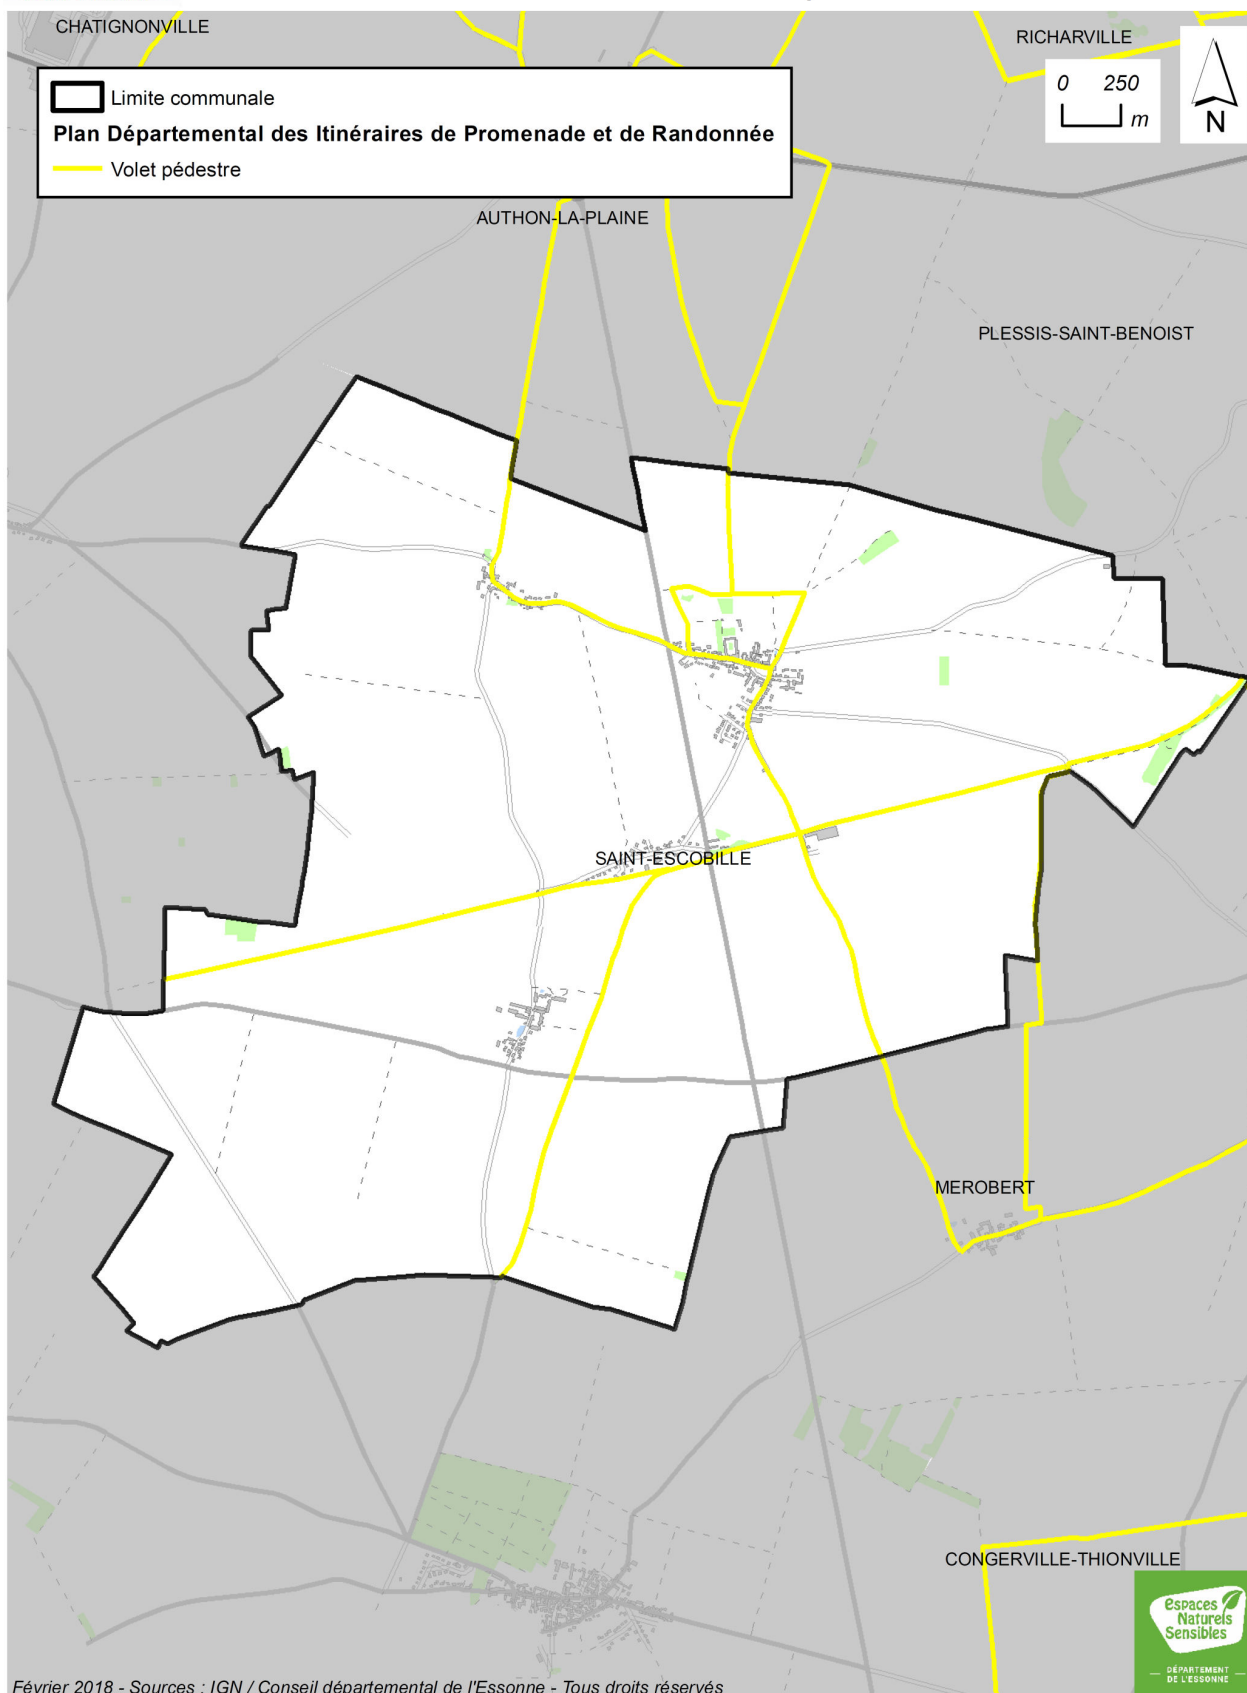 CHATIGNONVILLE
RICHARVILLE
Limite communale
Plan Départemental des Itinéraires de Promenade et de Randonnée
Volet pédestre
0 250
m
N
AUTHON-LA-PLAINE
PLESSIS-SAINT-BENOIST
SAINT-ESCOBILLE
MEROBERT
CONGERVILLE-THIONVILLE
espaces
Naturels
Sensibles
DÉPARTEMENT
DE L'ESSONNE
Février 2018 - Sources : IGN / Conseil départemental de l'Essonne - Tous droits réservés